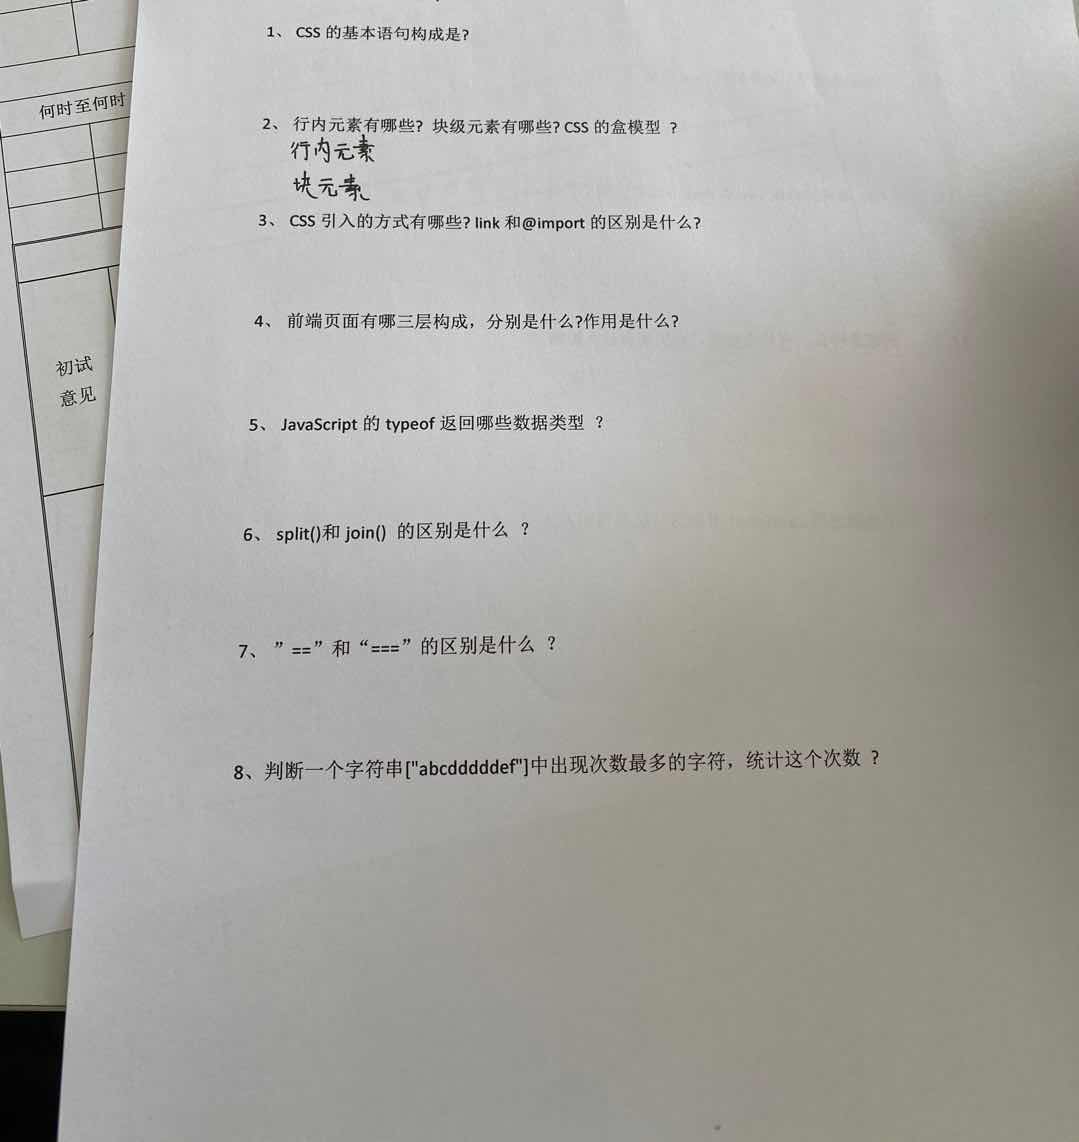 何时至何时
初试
意见
1、 CSS 的基本语句构成是?
2、 行内元素有哪些? 块级元素有哪些? CSS 的盒模型 ？
行内元素
块元素
3、 CSS 引入的方式有哪些? link 和@import 的区别是什么?
4、 前端页面有哪三层构成，分别是什么?作用是什么?
5、 JavaScript 的 typeof 返回哪些数据类型 ？
6、 split()和 join() 的区别是什么 ？
7、 ”==”和“===”的区别是什么 ？
8、判断一个字符串["abcdddddef"]中出现次数最多的字符，统计这个次数 ？